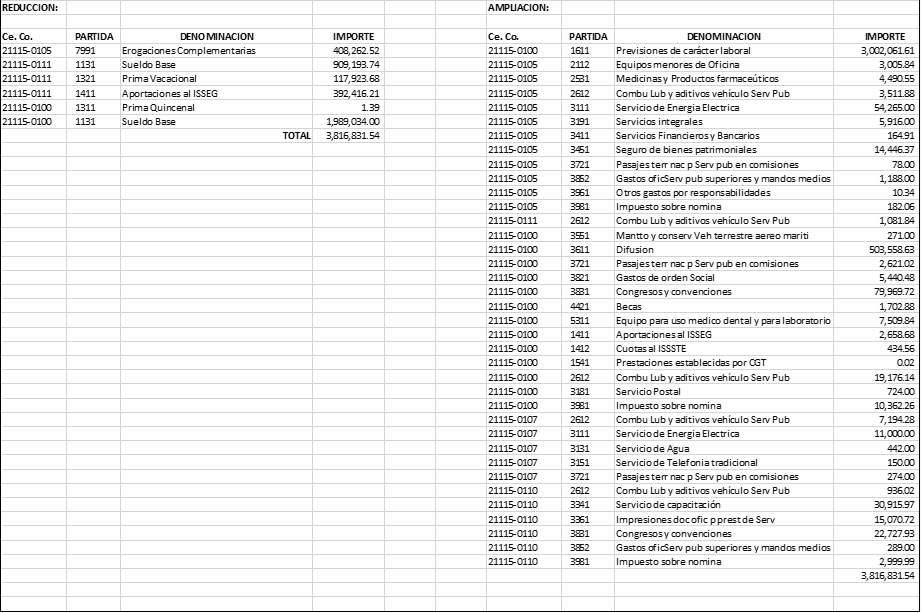 REDUCCION: AMPLIACION:
Ce. Co. PARTIDA DENOMINACION IMPORTE Ce. Co. PARTIDA DENOMINACION IMPORTE
21115-0105 7991 Erogaciones Complementarias 408,262.52 21115-0100 1611 Previsiones de carácter laboral 3,002,061.61
21115-0111 1131 Sueldo Base 909,193.74 21115-0105 2112 Equipos menores de Oficina 3,005.84
21115-0111 1321 Prima Vacacional 117,923.68 21115-0105 2531 Medicinas y Productos farmaceúticos 4,490.55
21115-0111 1411 Aportaciones al ISSEG 392,416.21 21115-0105 2612 Combu Lub y aditivos vehículo Serv Pub 3,511.88
21115-0100 1311 Prima Quincenal 1.39 21115-0105 3111 Servicio de Energia Electrica 54,265.00
21115-0100 1131 Sueldo Base 1,989,034.00 21115-0105 3191 Servicios integrales 5,916.00
TOTAL 3,816,831.54 21115-0105 3411 Servicios Financieros y Bancarios 164.91
21115-0105 3451 Seguro de bienes patrimoniales 14,446.37
21115-0105 3721 Pasajes terr nac p Serv pub en comisiones 78.00
21115-0105 3852 Gastos oficServ pub superiores y mandos medios 1,188.00
21115-0105 3961 Otros gastos por responsabilidades 10.34
21115-0105 3981 Impuesto sobre nomina 182.06
21115-0111 2612 Combu Lub y aditivos vehículo Serv Pub 1,081.84
21115-0100 3551 Mantto y conserv Veh terrestre aereo mariti 271.00
21115-0100 3611 Difusion 503,558.63
21115-0100 3721 Pasajes terr nac p Serv pub en comisiones 2,621.02
21115-0100 3821 Gastos de orden Social 5,440.48
21115-0100 3831 Congresos y convenciones 79,969.72
21115-0100 4421 Becas 1,702.88
21115-0100 5311 Equipo para uso medico dental y para laboratorio 7,509.84
21115-0100 1411 Aportaciones al ISSEG 2,658.68
21115-0100 1412 Cuotas al ISSSTE 434.56
21115-0100 1541 Prestaciones establecidas por CGT 0.02
21115-0100 2612 Combu Lub y aditivos vehículo Serv Pub 19,176.14
21115-0100 3181 Servicio Postal 724.00
21115-0100 3981 Impuesto sobre nomina 10,362.26
21115-0107 2612 Combu Lub y aditivos vehículo Serv Pub 7,194.28
21115-0107 3111 Servicio de Energia Electrica 11,000.00
21115-0107 3131 Servicio de Agua 442.00
21115-0107 3151 Servicio de Telefonia tradicional 150.00
21115-0107 3721 Pasajes terr nac p Serv pub en comisiones 274.00
21115-0110 2612 Combu Lub y aditivos vehículo Serv Pub 936.02
21115-0110 3341 Servicio de capacitación 30,915.97
21115-0110 3361 Impresiones doc ofic p prest de Serv 15,070.72
21115-0110 3831 Congresos y convenciones 22,727.93
21115-0110 3852 Gastos oficServ pub superiores y mandos medios 289.00
21115-0110 3981 Impuesto sobre nomina 2,999.99
3,816,831.54